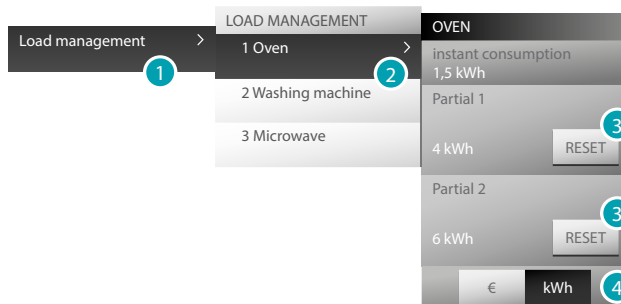 Load management >
1
LOAD MANAGEMENT
1 Oven >
2
2 Washing machine
3 Microwave
OVEN
instant consumption
1,5 kWh
Partial 1
3
4 kWh RESET
Partial 2
3
6 kWh RESET
€ kWh 4